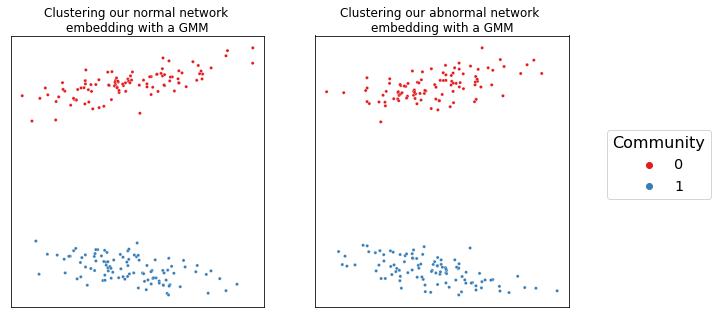 Clustering our normal network
embedding with a GMM
Clustering our abnormal network
embedding with a GMM
Community
0
1